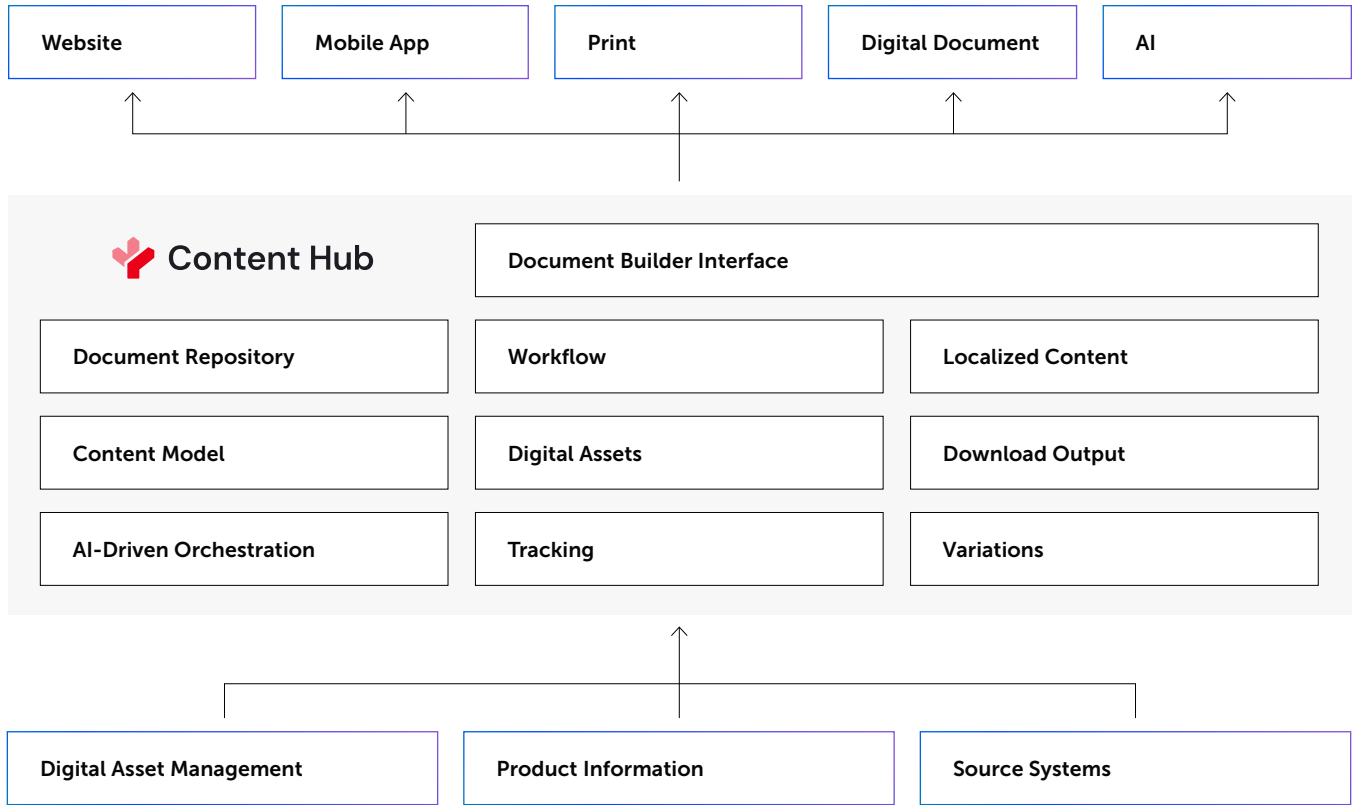 Website
Mobile App
Print
Digital Document
AI
Content Hub
Document Builder Interface
Document Repository
Workflow
Localized Content
Content Model
Digital Assets
Download Output
AI-Driven Orchestration
Tracking
Variations
Digital Asset Management
Product Information
Source Systems